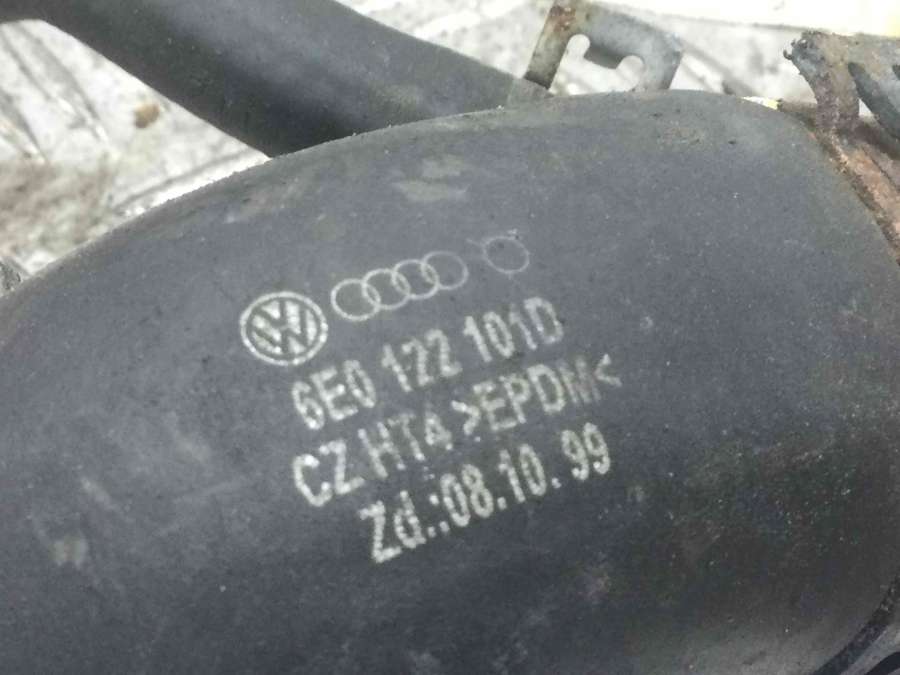 6E0 122 101D
CZ HT4 >EPDM<
Zd.:08.10.99